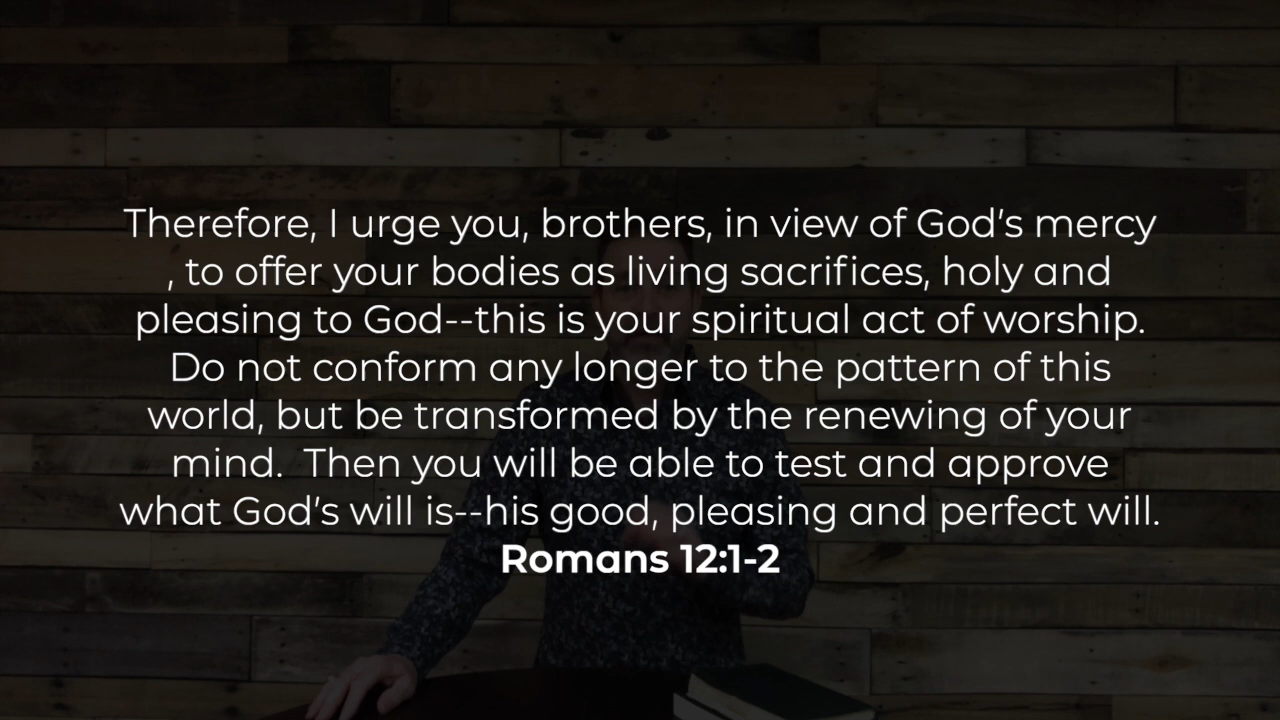 Therefore, I urge you, brothers, in view of God's mercy
, to offer your bodies as living sacrifices, holy and
pleasing to God--this is your spiritual act of worship.
Do not conform any longer to the pattern of this
world, but be transformed by the renewing of your
mind.  Then you will be able to test and approve
what God's will is--his good, pleasing and perfect will.
Romans 12:1-2